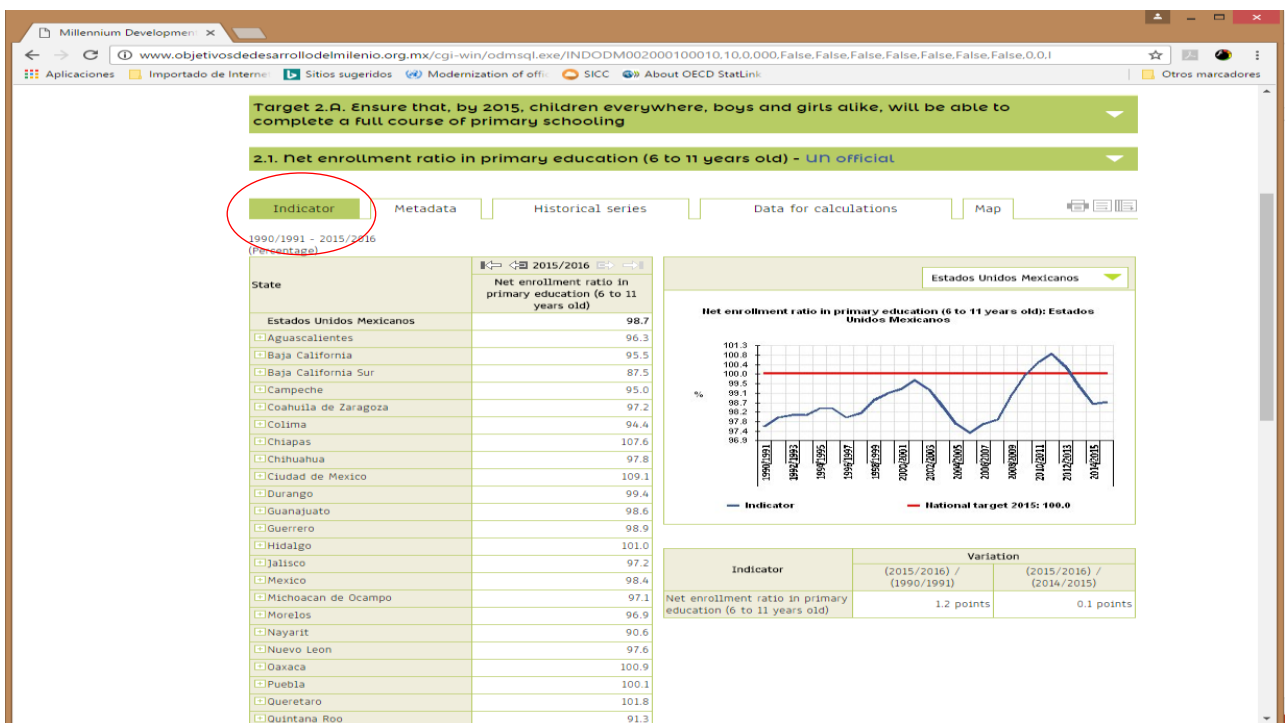 Millennium Development
www.objetivosdedesarrollodelmilenio.org.mx/cgi-win/odmsql.exe/INDODM002000100010,10,0,000,False,False,False,False,False,False,False,0,0,I
Aplicaciones Importado de Internet Sitios sugeridos Modernization of offic SICC About OECD StatLink Otros marcadores
Target 2.A. Ensure that, by 2015, children everywhere, boys and girls alike, will be able to
complete a full course of primary schooling
2.1. Net enrollment ratio in primary education (6 to 11 years old) - UN official
Indicator Metadata Historical series Data for calculations Map
1990/1991 - 2015/2016
(Percentage)
State
2015/2016
Net enrollment ratio in
primary education (6 to 11
years old)
Estados Unidos Mexicanos 98.7
Aguascalientes 96.3
Baja California 95.5
Baja California Sur 87.5
Campeche 95.0
Coahuila de Zaragoza 97.2
Colima 94.4
Chiapas 107.6
Chihuahua 97.8
Ciudad de Mexico 109.1
Durango 99.4
Guanajuato 98.6
Guerrero 98.9
Hidalgo 101.0
Jalisco 97.2
Mexico 98.4
Michoacan de Ocampo 97.1
Morelos 96.9
Nayarit 90.6
Nuevo Leon 97.6
Oaxaca 100.9
Puebla 100.1
Queretaro 101.8
Quintana Roo 91.3
Estados Unidos Mexicanos
Net enrollment ratio in primary education (6 to 11 years old): Estados
Unidos Mexicanos
101.3
100.8
100.4
100.0
99.5
99.1
98.7
98.2
97.8
97.4
96.9
%
1990/1991
1992/1993
1994/1995
1996/1997
1998/1999
2000/2001
2002/2003
2004/2005
2006/2007
2008/2009
2010/2011
2012/2013
2014/2015
Indicator National target 2015: 100.0
Indicator
Variation
(2015/2016) /
(1990/1991)
(2015/2016) /
(2014/2015)
Net enrollment ratio in primary
education (6 to 11 years old)
1.2 points 0.1 points